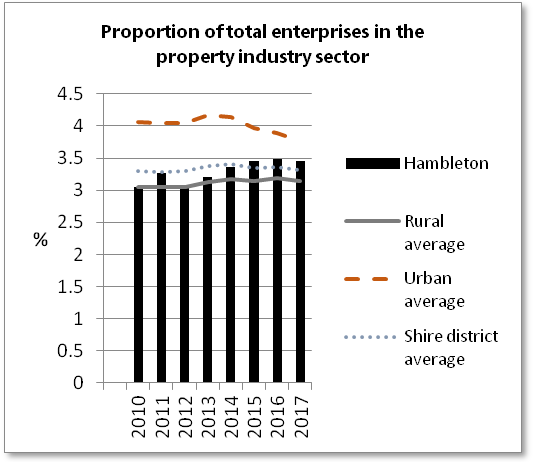 Proportion of total enterprises in the
property industry sector
4.5
4
3.5
3
2.5
2
1.5
1
0.5
0
%
2010
2011
2012
2013
2014
2015
2016
2017
Hambleton
Rural
average
Urban
average
Shire district
average